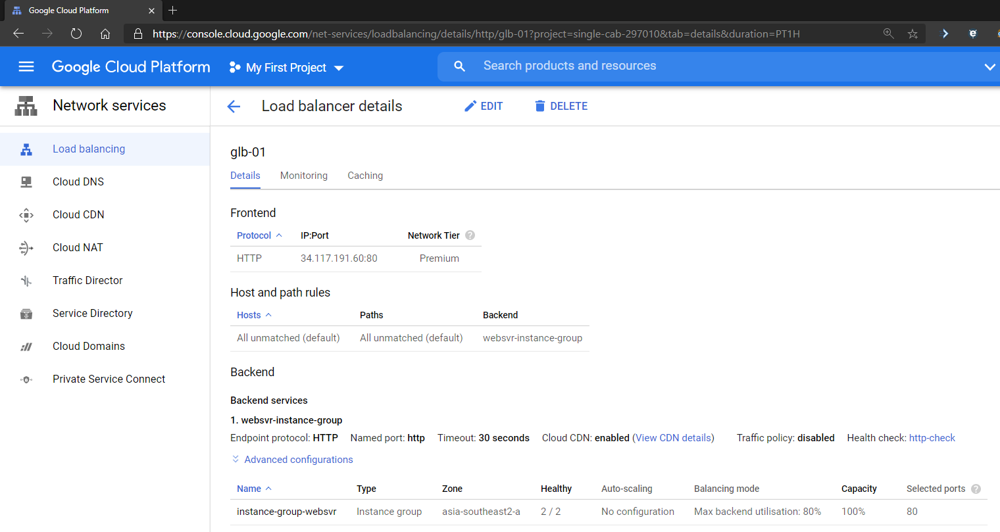 Google Cloud Platform
https://console.cloud.google.com/net-services/loadbalancing/details/http/glb-01?project=single-cab-297010&tab=details&duration=PT1H
Google Cloud Platform My First Project Search products and resources
Network services
Load balancer details EDIT DELETE
Load balancing
Cloud DNS
Cloud CDN
Cloud NAT
Traffic Director
Service Directory
Cloud Domains
Private Service Connect
glb-01
Details Monitoring Caching
Frontend
Protocol IP:Port Network Tier ?
HTTP 34.117.191.60:80 Premium
Host and path rules
Hosts Paths Backend
All unmatched (default) All unmatched (default) websvr-instance-group
Backend
Backend services
1. websvr-instance-group
Endpoint protocol: HTTP Named port: http Timeout: 30 seconds Cloud CDN: enabled (View CDN details) Traffic policy: disabled Health check: http-check
Advanced configurations
Name Type Zone Healthy Auto-scaling Balancing mode Capacity Selected ports ?
instance-group-websvr Instance group asia-southeast2-a 2 / 2 No configuration Max backend utilisation: 80% 100% 80